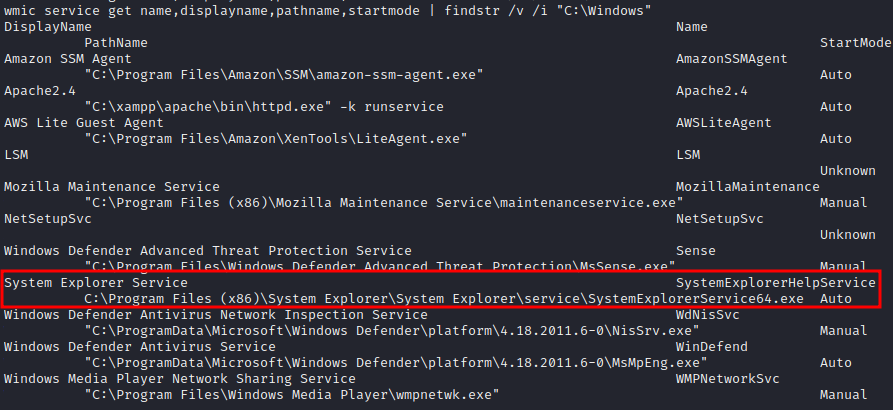 wmic service get name,displayname,pathname,startmode | findstr /v /i "C:\Windows"
DisplayName Name
PathName StartMode
Amazon SSM Agent AmazonSSMAgent
"C:\Program Files\Amazon\SSM\amazon-ssm-agent.exe" Auto
Apache2.4 Apache2.4
"C:\xampp\apache\bin\httpd.exe" -k runservice Auto
AWS Lite Guest Agent AWSLiteAgent
"C:\Program Files\Amazon\XenTools\LiteAgent.exe" Auto
LSM LSM
Unknown
Mozilla Maintenance Service MozillaMaintenance
"C:\Program Files (x86)\Mozilla Maintenance Service\maintenanceservice.exe" Manual
NetSetupSvc NetSetupSvc
Unknown
Windows Defender Advanced Threat Protection Service Sense
"C:\Program Files\Windows Defender Advanced Threat Protection\MsSense.exe" Manual
System Explorer Service SystemExplorerHelpService
C:\Program Files (x86)\System Explorer\System Explorer\service\SystemExplorerService64.exe Auto
Windows Defender Antivirus Network Inspection Service WdNisSvc
"C:\ProgramData\Microsoft\Windows Defender\platform\4.18.2011.6-0\NisSrv.exe" Manual
Windows Defender Antivirus Service WinDefend
"C:\ProgramData\Microsoft\Windows Defender\platform\4.18.2011.6-0\MsMpEng.exe" Auto
Windows Media Player Network Sharing Service WMPNetworkSvc
"C:\Program Files\Windows Media Player\wmpnetwk.exe" Manual